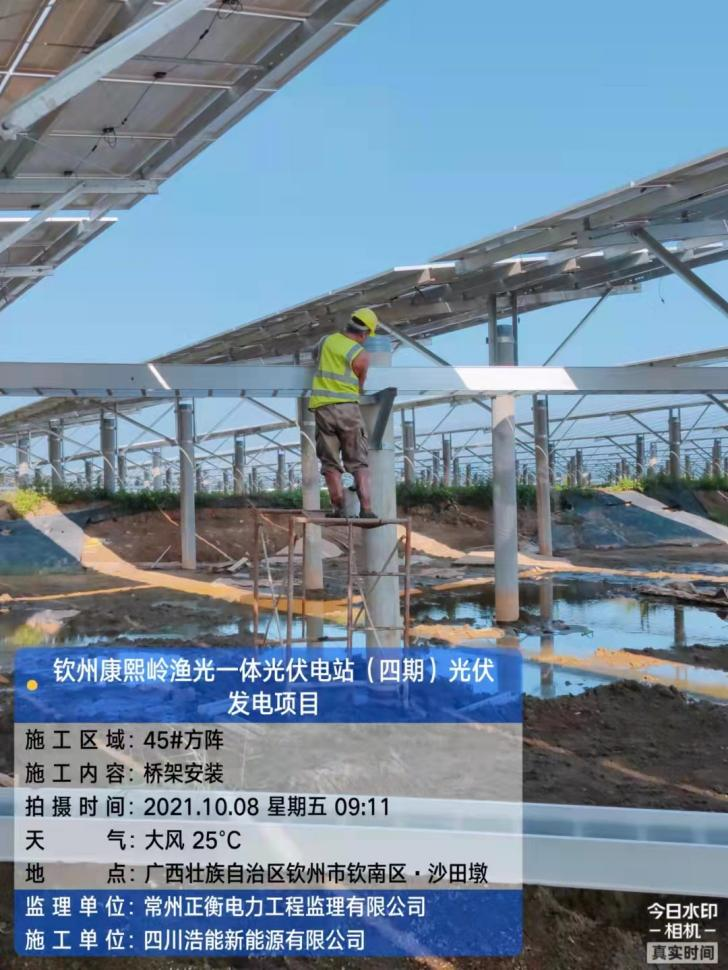 钦州康熙岭渔光一体光伏电站（四期）光伏
发电项目
施工区域：45#方阵
施工内容：桥架安装
拍摄时间：2021.10.08 星期五 09:11
天气：大风 25℃
地点：广西壮族自治区钦州市钦南区·沙田墩
监理单位：常州正衡电力工程监理有限公司
施工单位：四川浩能新能源有限公司
今日水印
-相机-
真实时间